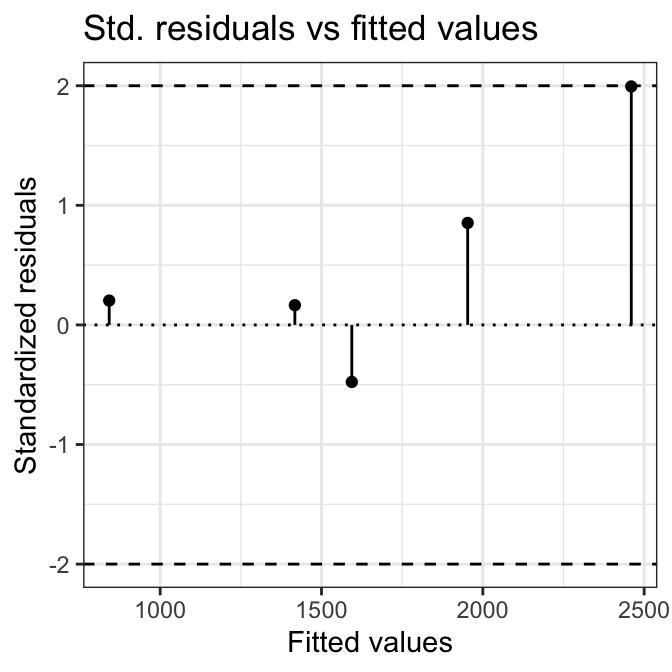 Std. residuals vs fitted values
Standardized residuals
2
1
0
-1
-2
1000 1500 2000 2500
Fitted values